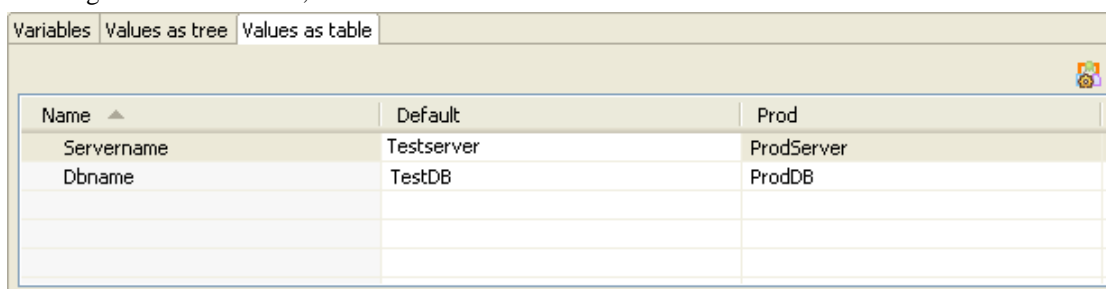 Variables Values as tree Values as table
Name Default Prod
Servername Testserver ProdServer
Dbname TestDB ProdDB